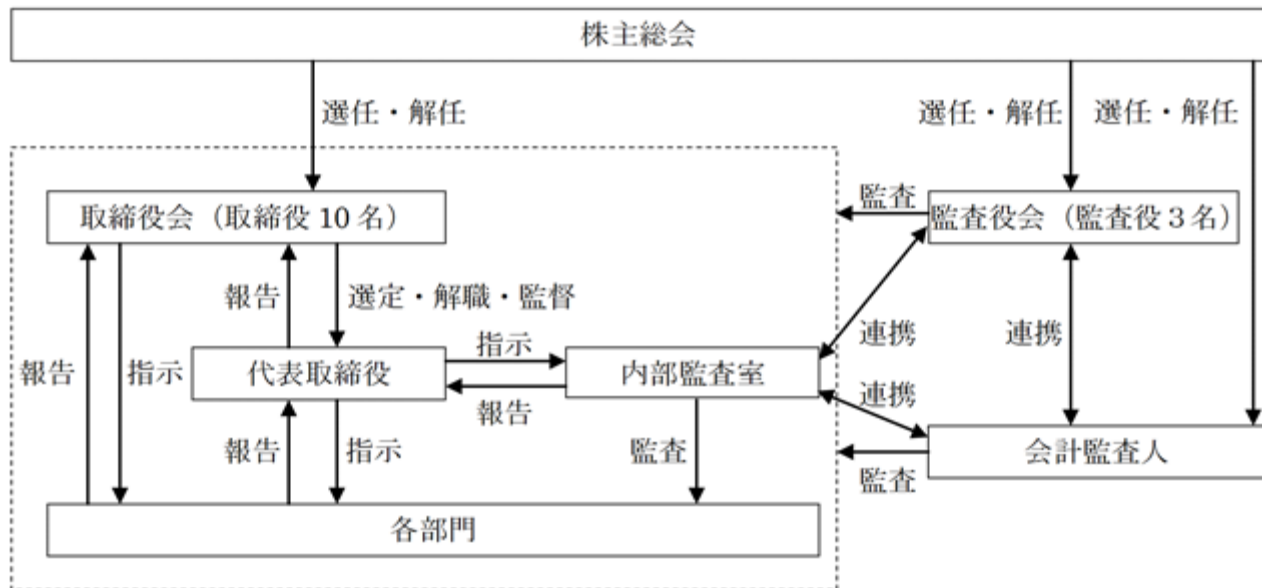 株主総会
選任・解任
選任・解任
選任・解任
取締役会（取締役 10 名）
監査
監査役会（監査役 3 名）
報告
選定・解職・監督
連携
連携
報告
指示
指示
代表取締役
内部監査室
報告
連携
報告
指示
監査
会計監査人
監査
各部門